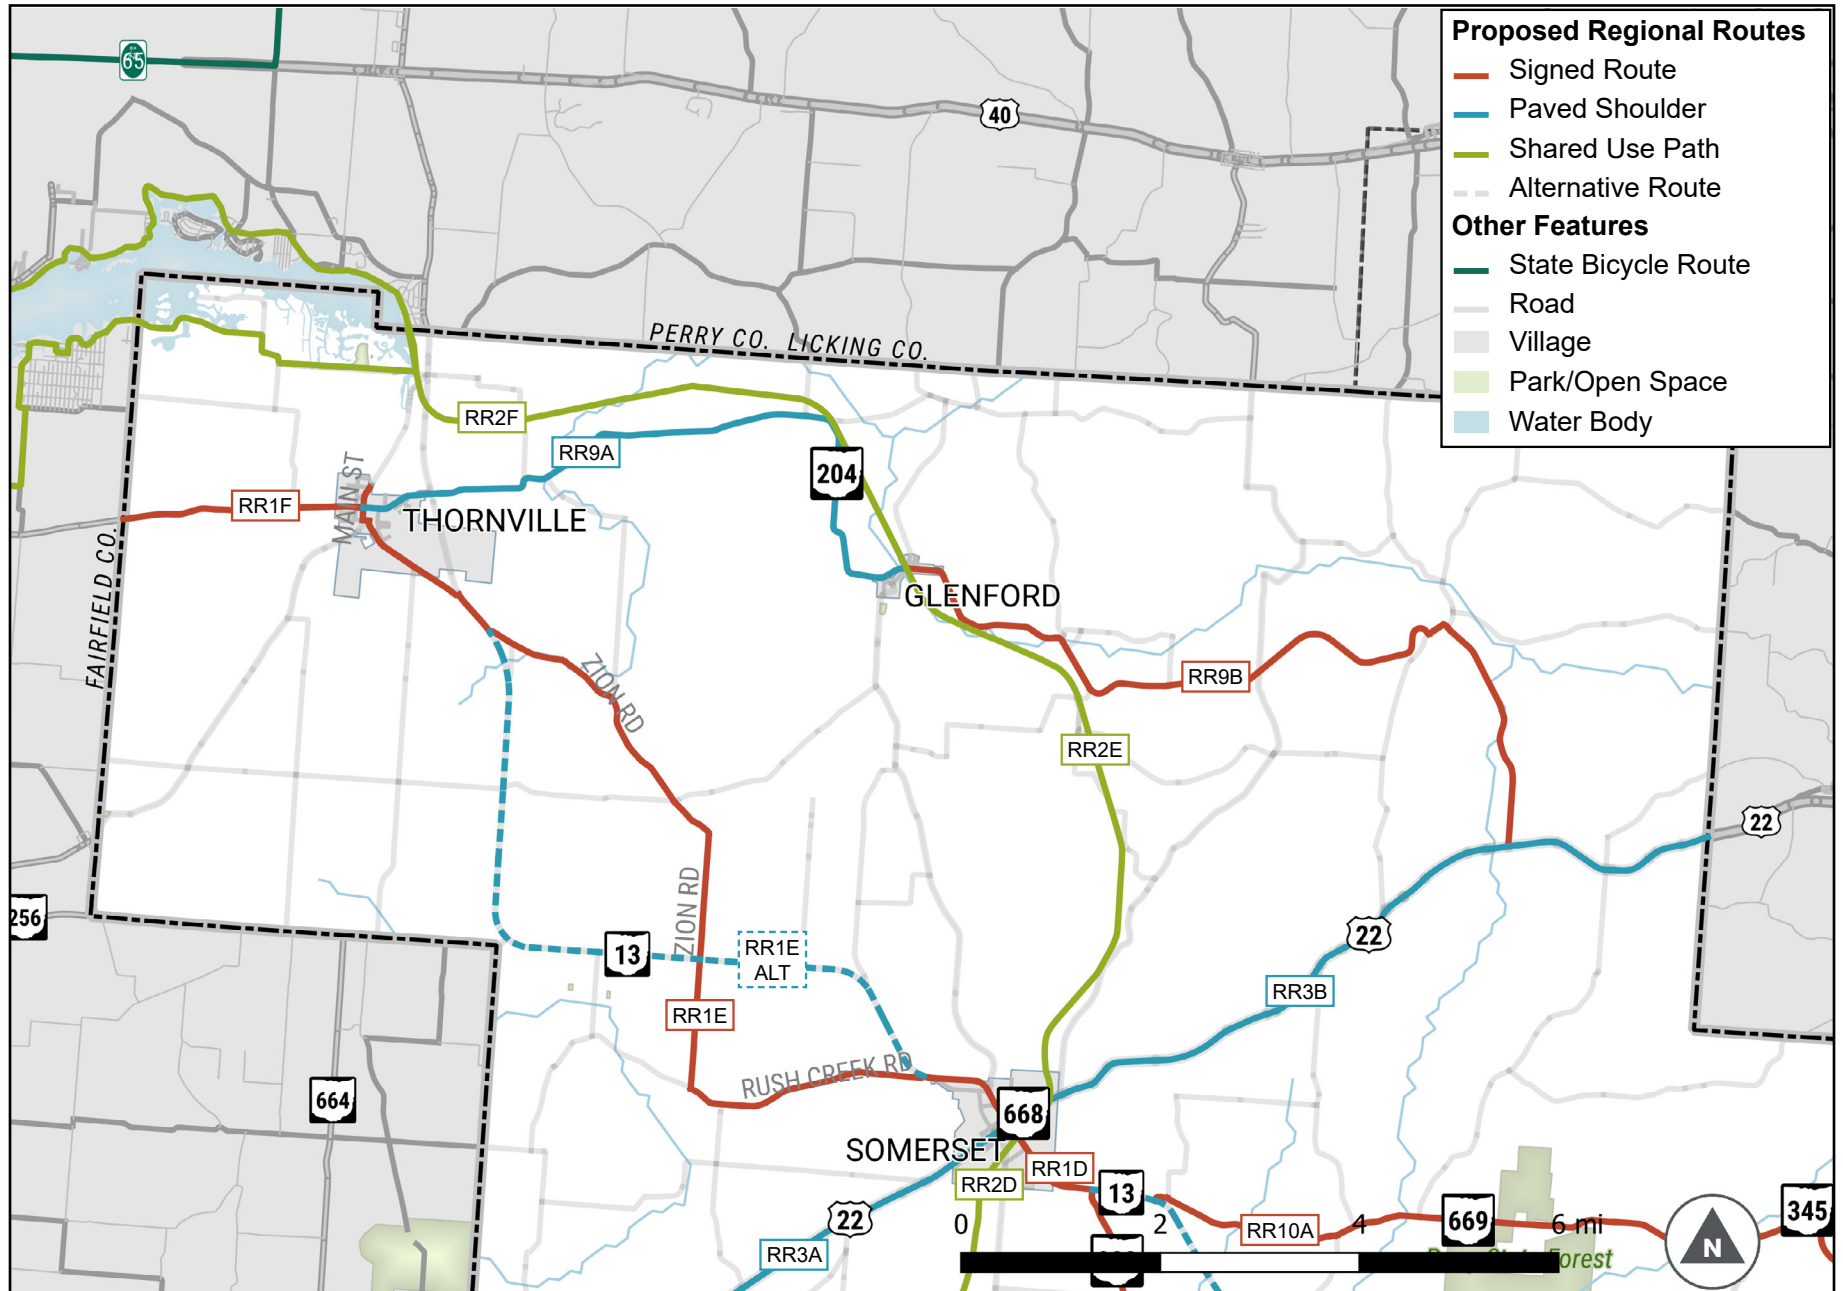 65
40
Proposed Regional Routes
Signed Route
Paved Shoulder
Shared Use Path
Alternative Route
Other Features
State Bicycle Route
Road
Village
Park/Open Space
Water Body
PERRY CO. LICKING CO.
RR2F
RR9A
204
MAIN ST
RR1F
THORNVILLE
FAIRFIELD CO.
GLENFORD
ZION RD
RR9B
RR2E
22
ZION RD
256
13
RR1E
ALT
22
RR3B
RR1E
RUSH CREEK RD
664
668
SOMERSET
RR1D
RR2D
13
22
RR3A
RR10A
669
345
0 2 4 6 mi
orest
N